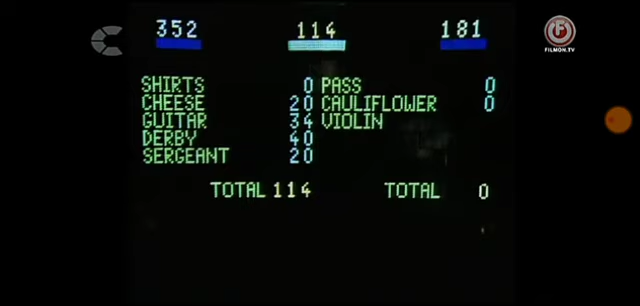 352 114 181
FILMON.TV
SHIRTS 0 PASS 0
CHEESE 20 CAULIFLOWER 0
GUITAR 34 VIOLIN
DERBY 40
SERGEANT 20
TOTAL 114 TOTAL 0